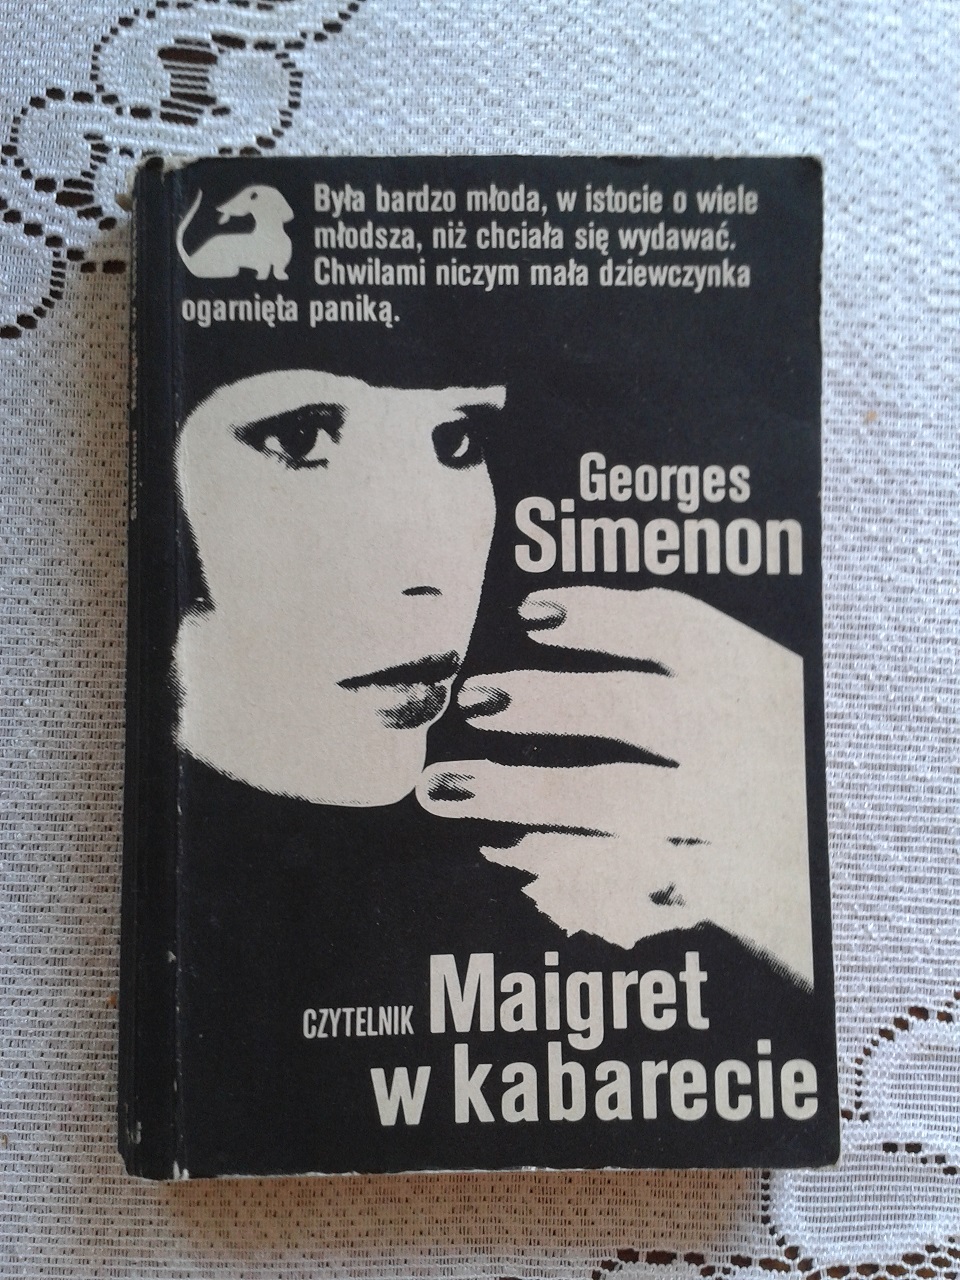 Była bardzo młoda, w istocie o wiele
młodsza, niż chciała się wydawać.
Chwilami niczym mała dziewczynka
ogarnięta paniką.
Georges
Simenon
CZYTELNIK Maigret
w kabarecie